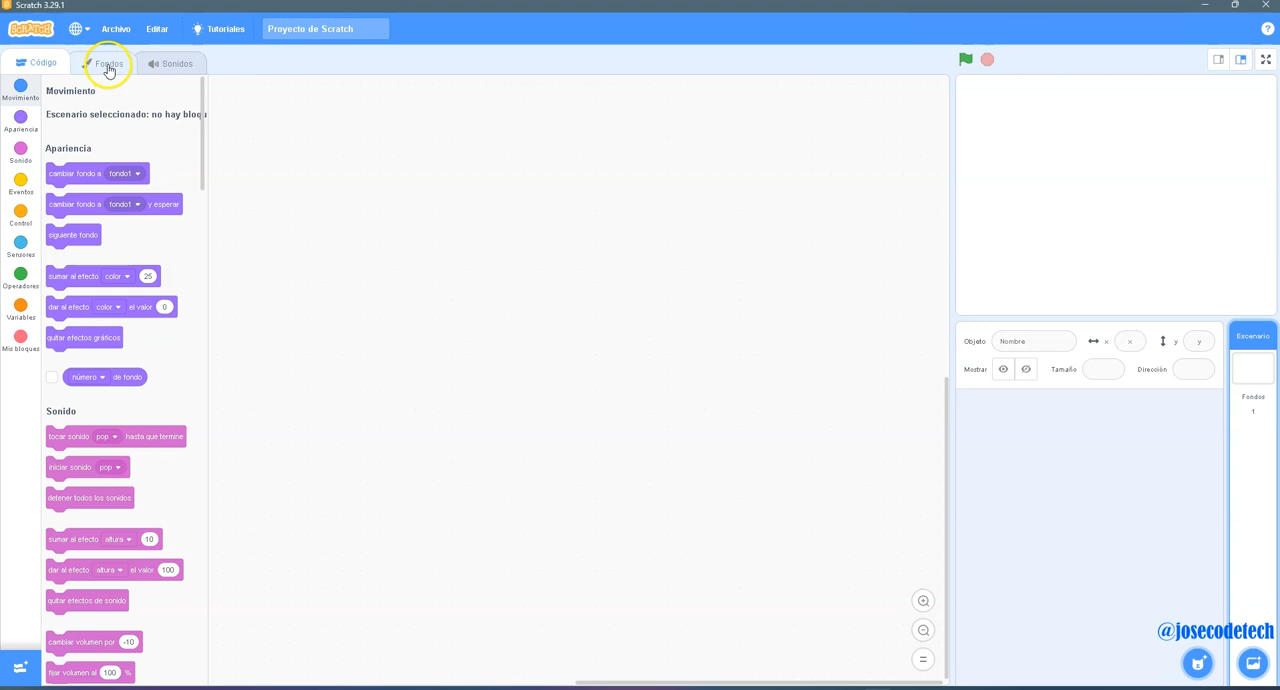 Scratch 3.29.1
SCRATCH
Archivo
Editar
Tutoriales
Proyecto de Scratch
?
Código
Fondos
Sonidos
Movimiento
Apariencia
Sonido
Eventos
Control
Sensores
Operadores
Variables
Mis bloques
Movimiento
Escenario seleccionado: no hay bloqu
Apariencia
cambiar fondo a fondo1
cambiar fondo a fondo1 y esperar
siguiente fondo
sumar al efecto color 25
dar al efecto color el valor 0
quitar efectos gráficos
número de fondo
Sonido
tocar sonido pop hasta que termine
iniciar sonido pop
detener todos los sonidos
sumar al efecto altura 10
dar al efecto altura el valor 100
quitar efectos de sonido
cambiar volumen por -10
fijar volumen al 100 %
Objeto Nombre x x y y
Mostrar Tamaño Dirección
Escenario
Fondos
1
@josecodetech